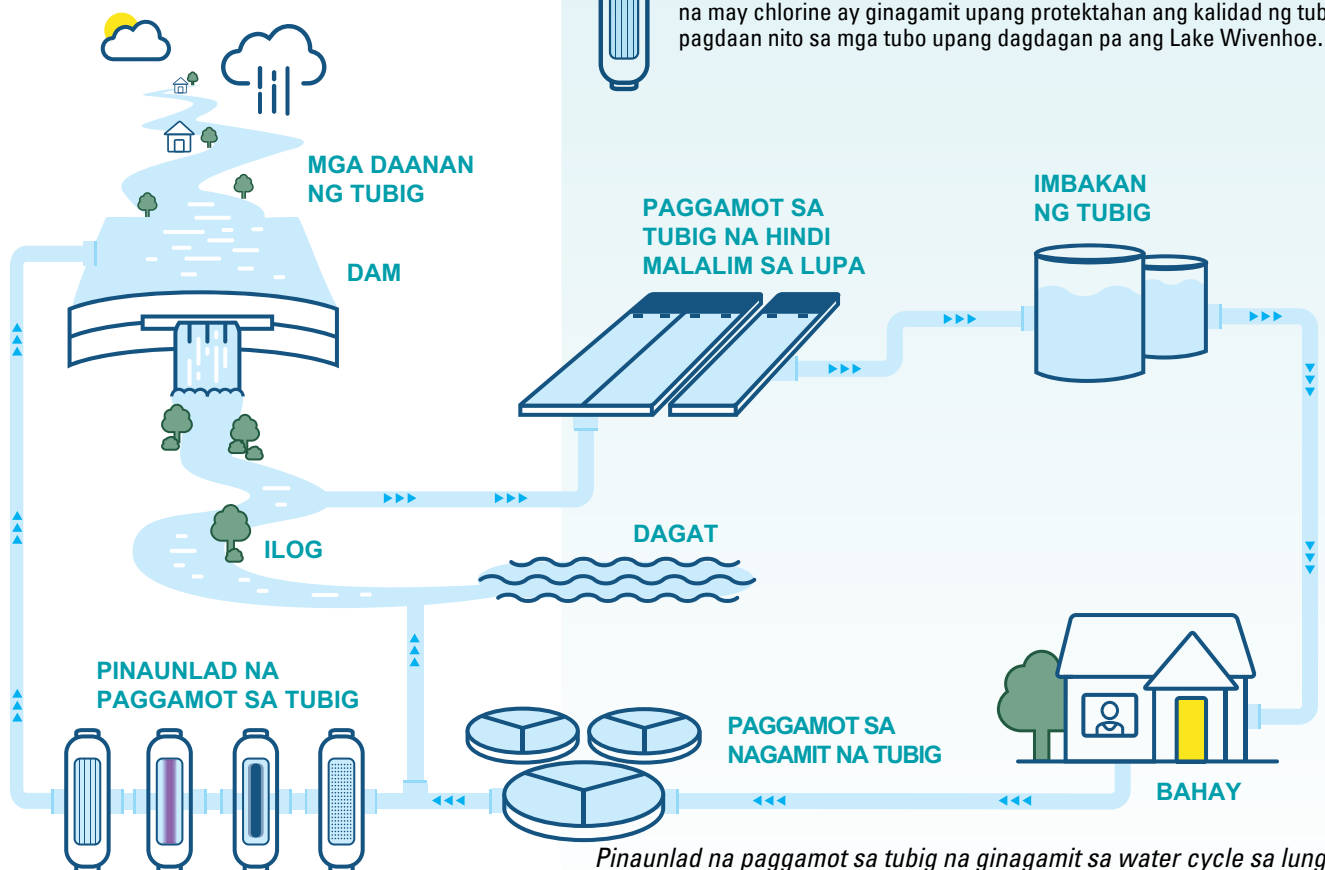 na may chlorine ay ginagamit upang protektahan ang kalidad ng
pagdaan nito sa mga tubo upang dagdagan pa ang Lake Wivenhoe.
MGA DAANAN
NG TUBIG
DAM
PAGGAMOT SA
TUBIG NA HINDI
MALALIM SA LUPA
IMBAKAN
NG TUBIG
ILOG
DAGAT
PINAUNLAD NA
PAGGAMOT SA TUBIG
PAGGAMOT SA
NAGAMIT NA TUBIG
BAHAY
Pinaunlad na paggamot sa tubig na ginagamit sa water cycle sa